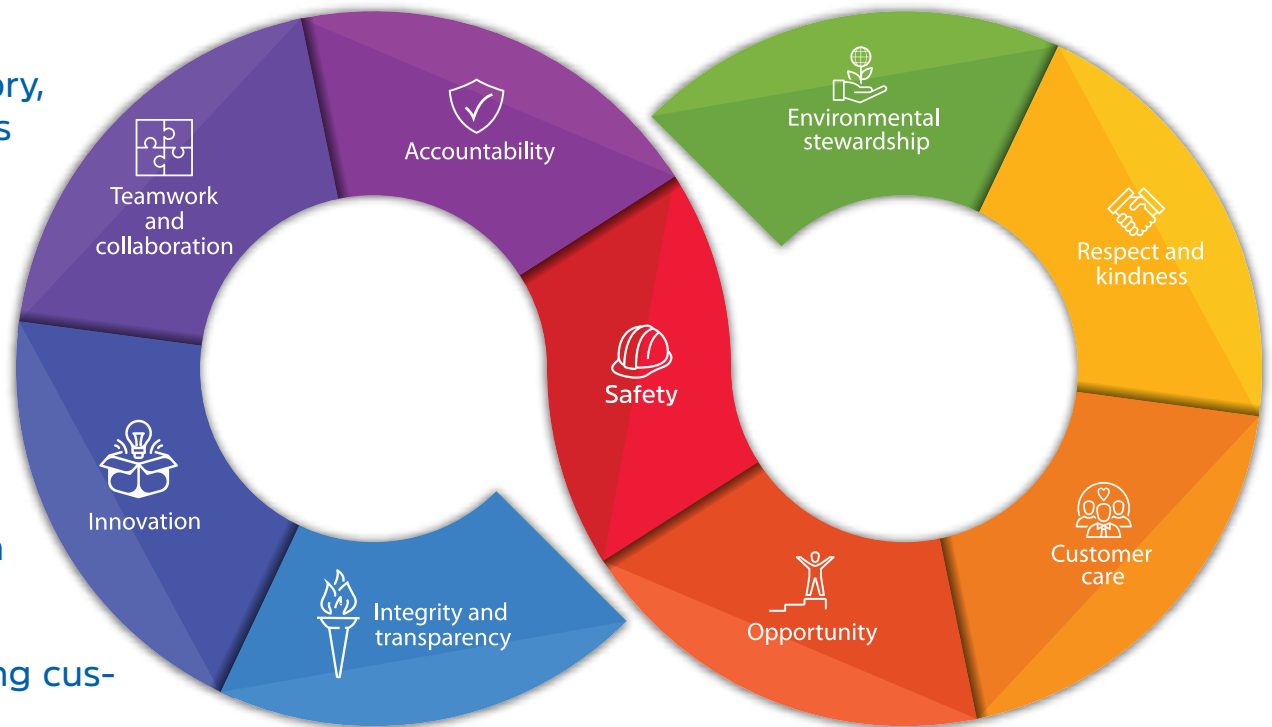 ory,
s
n
ng cus-
Accountability
Teamwork
and
collaboration
Innovation
Integrity and
transparency
Safety
Environmental
stewardship
Respect and
kindness
Customer
care
Opportunity